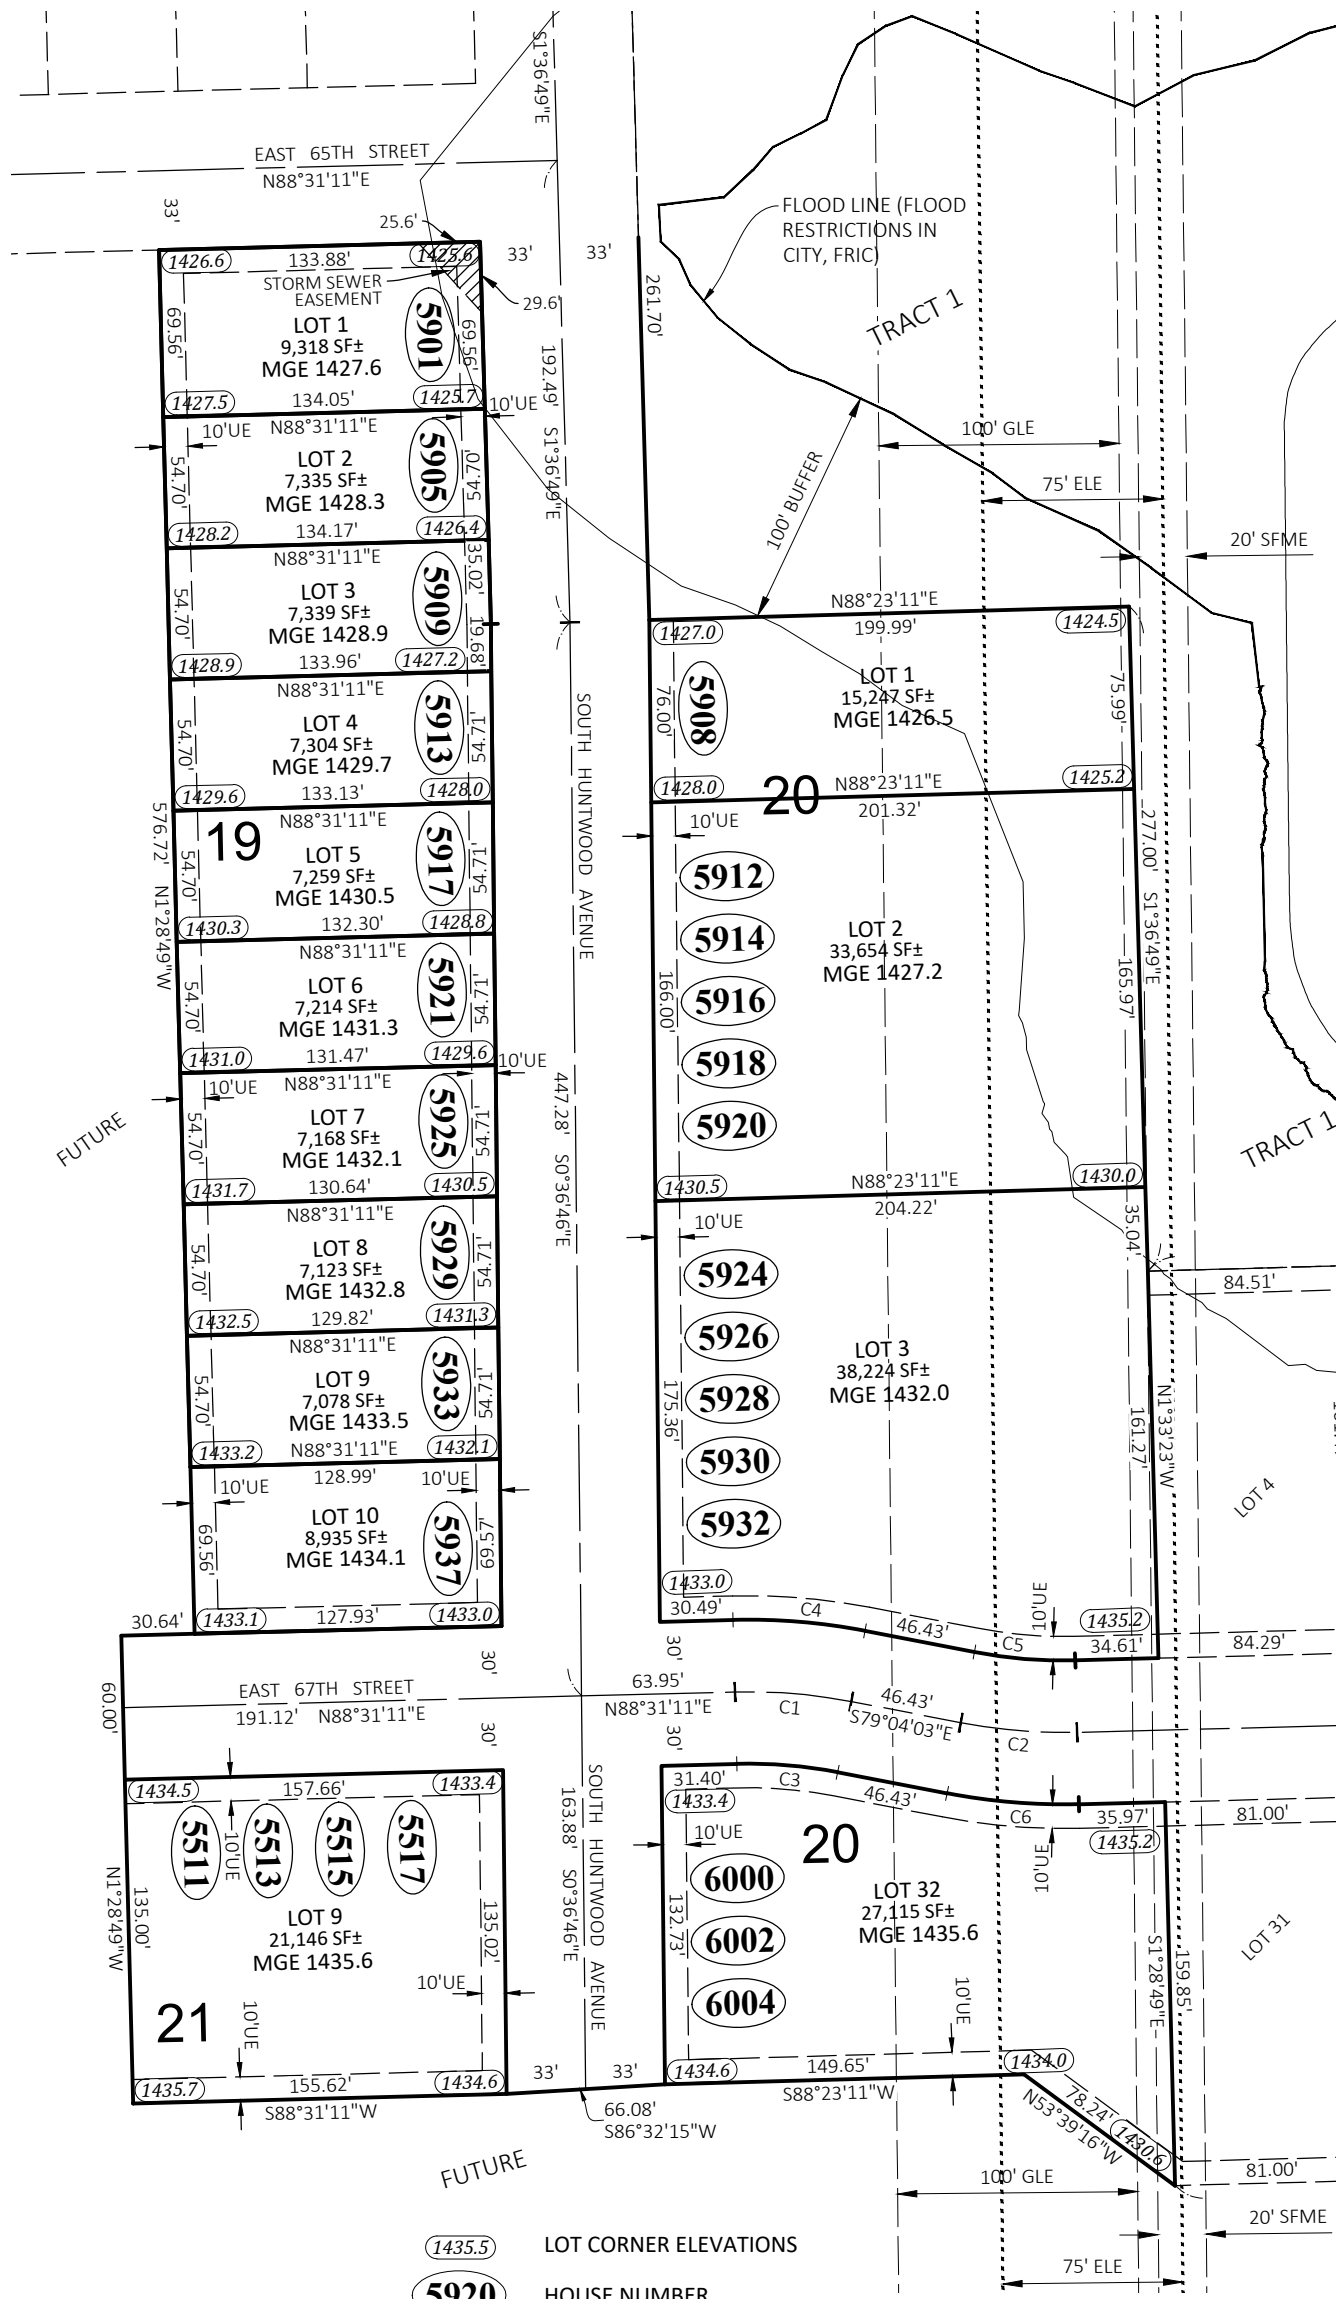 S1°36'49"E
EAST 65TH STREET
N88°31'11"E
33'
25.6'
33'
33'
29.6'
FLOOD LINE (FLOOD
RESTRICTIONS IN
CITY, FRIC)
TRACT 1
261.70'
192.49' S1°36'49"E
1426.6
133.88'
1425.6
STORM SEWER
EASEMENT
69.56'
LOT 1
9,318 SF±
MGE 1427.6
5901
69.56'
1427.5
134.05'
1425.7
10'UE
10'UE
N88°31'11"E
54.70'
LOT 2
7,335 SF±
MGE 1428.3
5905
54.70'
1428.2
134.17'
1426.4
N88°31'11"E
35.02'
54.70'
LOT 3
7,339 SF±
MGE 1428.9
5909
19.68'
1428.9
133.96'
1427.2
N88°31'11"E
54.70'
LOT 4
7,304 SF±
MGE 1429.7
5913
54.71'
1429.6
133.13'
1428.0
N88°31'11"E
19
576.72' N1°28'49"W
54.70'
LOT 5
7,259 SF±
MGE 1430.5
5917
54.71'
1430.3
132.30'
1428.8
N88°31'11"E
54.70'
LOT 6
7,214 SF±
MGE 1431.3
5921
54.71'
1431.0
131.47'
1429.6
10'UE
10'UE
N88°31'11"E
54.70'
LOT 7
7,168 SF±
MGE 1432.1
5925
54.71'
1431.7
130.64'
1430.5
N88°31'11"E
54.70'
LOT 8
7,123 SF±
MGE 1432.8
5929
54.71'
1432.5
129.82'
1431.3
N88°31'11"E
54.70'
LOT 9
7,078 SF±
MGE 1433.5
5933
54.71'
1433.2
N88°31'11"E
1432.1
128.99'
10'UE
10'UE
69.56'
LOT 10
8,935 SF±
MGE 1434.1
5937
69.57'
30.64'
1433.1
127.93'
1433.0
FUTURE
SOUTH HUNTWOOD AVENUE
447.28' S0°36'46"E
100' GLE
75' ELE
20' SFME
100' BUFFER
N88°23'11"E
1427.0
199.99'
1424.5
76.00'
5908
LOT 1
15,247 SF±
MGE 1426.5
75.99'
1428.0
20
N88°23'11"E
1425.2
201.32'
10'UE
277.00' S1°36'49"E
5912
5914
5916
5918
5920
166.00'
LOT 2
33,654 SF±
MGE 1427.2
165.97'
TRACT 1
1430.5
N88°23'11"E
1430.0
204.22'
10'UE
35.04'
84.51'
5924
5926
5928
5930
5932
175.36'
LOT 3
38,224 SF±
MGE 1432.0
161.27'
N1°33'23"W
LOT 4
1433.0
30.49'
C4
46.43'
C5
10'UE
1435.2
34.61'
84.29'
30'
30'
60.00'
EAST 67TH STREET
191.12' N88°31'11"E
63.95'
N88°31'11"E
C1
46.43'
S79°04'03"E
C2
30'
30'
1434.5
157.66'
1433.4
5511
10'UE
5513
5515
5517
N1°28'49"W
135.00'
LOT 9
21,146 SF±
MGE 1435.6
135.02'
10'UE
21
10'UE
1435.7
155.62'
1434.6
S88°31'11"W
SOUTH HUNTWOOD AVENUE
163.88' S0°36'46"E
31.40'
1433.4
C3
46.43'
C6
35.97'
1435.2
81.00'
10'UE
10'UE
20
6000
6002
6004
132.73'
LOT 32
27,115 SF±
MGE 1435.6
S1°28'49"E
159.85'
LOT 31
10'UE
33'
33'
1434.6
149.65'
1434.0
S88°23'11"W
78.24'
N53°39'16"W
1430.6
66.08'
S86°32'15"W
FUTURE
81.00'
100' GLE
20' SFME
75' ELE
1435.5
LOT CORNER ELEVATIONS
5920
HOUSE NUMBER